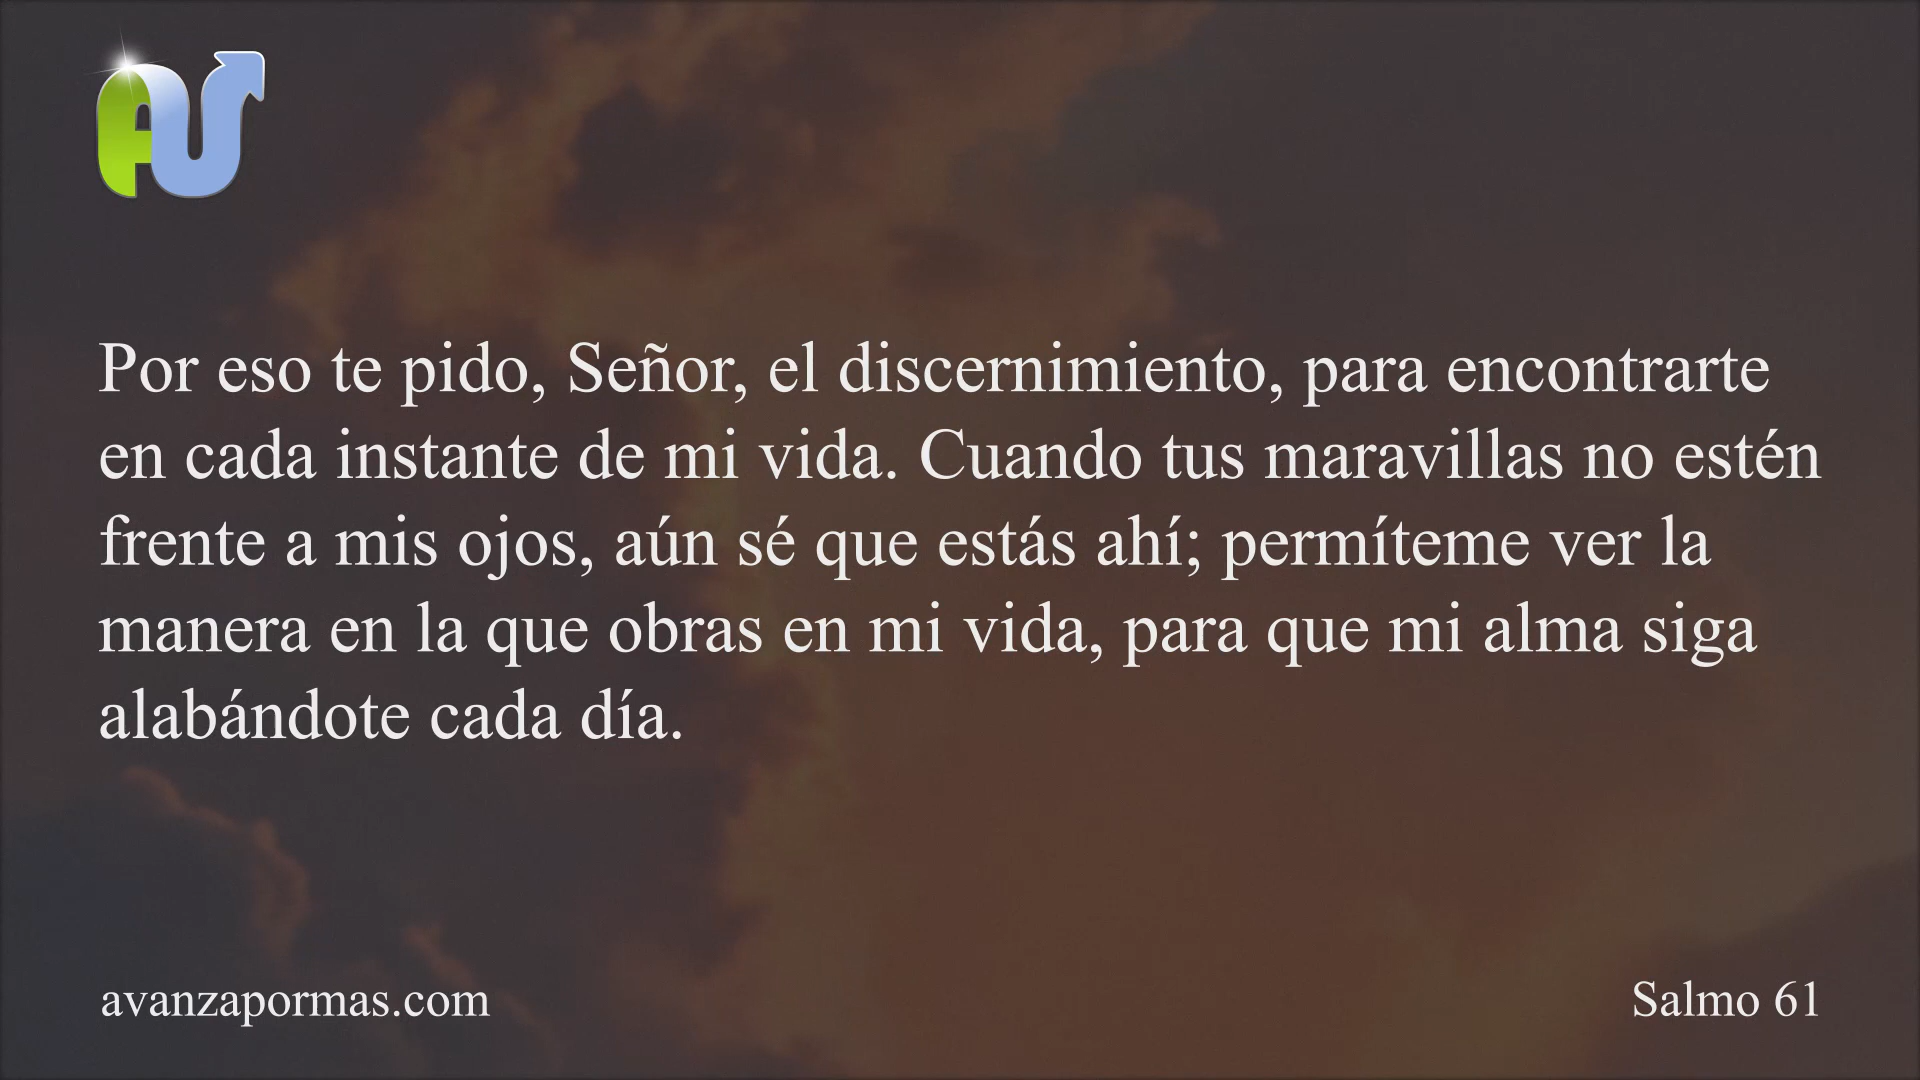 Por eso te pido, Señor, el discernimiento, para encontrarte
en cada instante de mi vida. Cuando tus maravillas no estén
frente a mis ojos, aún sé que estás ahí; permíteme ver la
manera en la que obras en mi vida, para que mi alma siga
alabándote cada día.
avanzapormas.com
Salmo 61